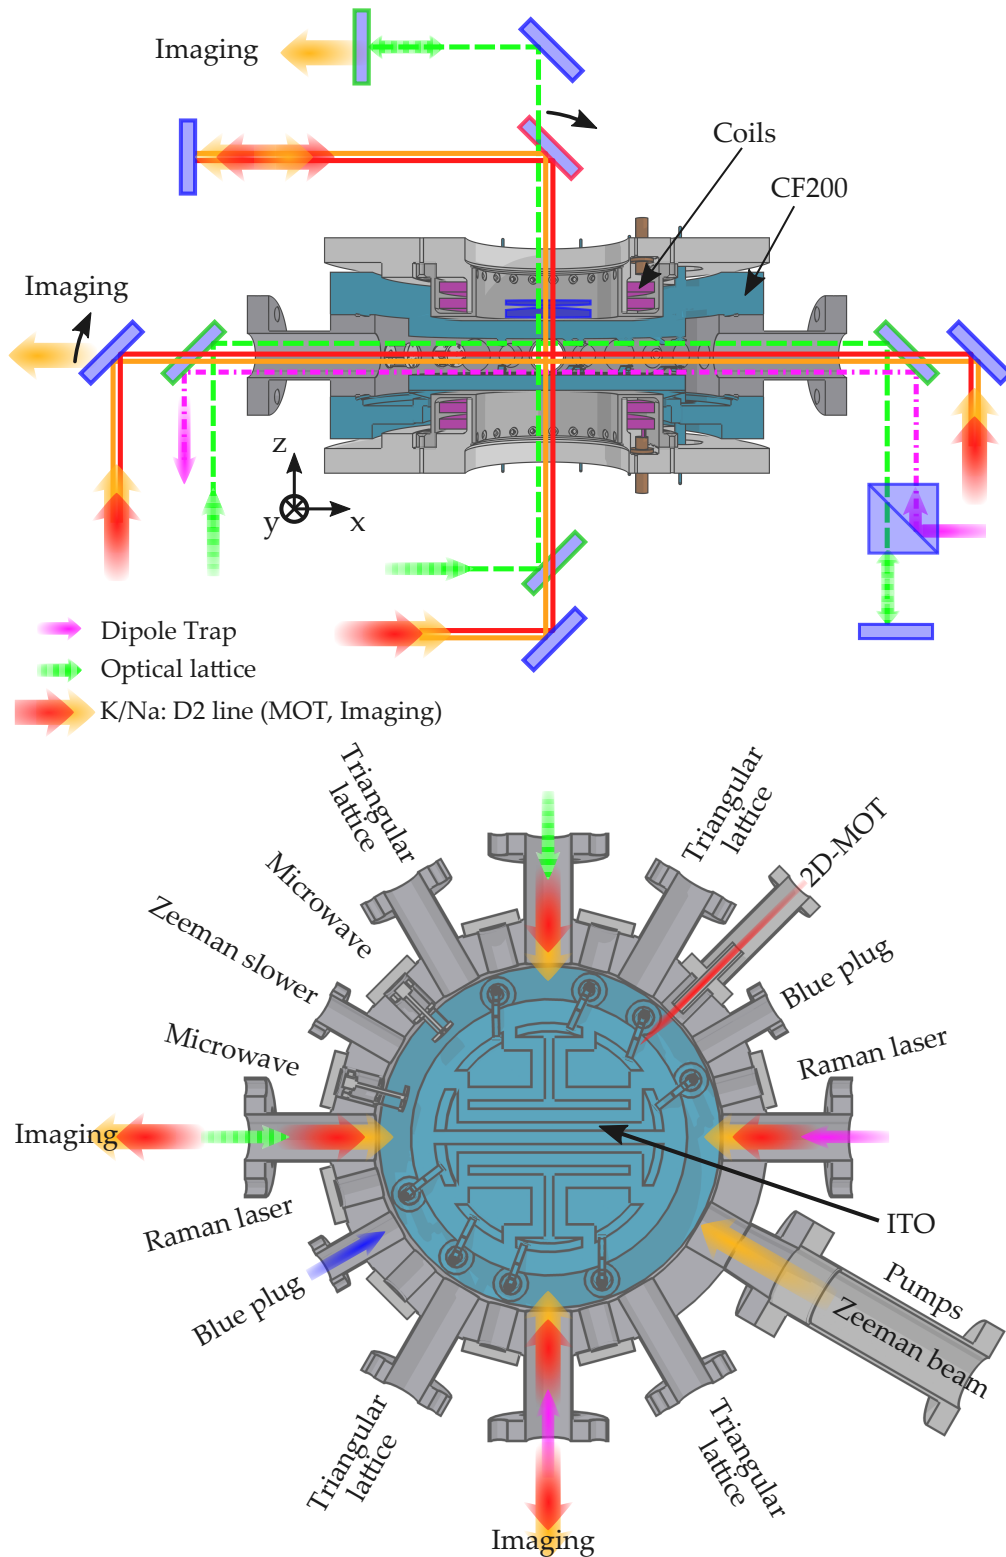 Imaging
Coils
CF200
Imaging
z
y
x
Dipole Trap
Optical lattice
K/Na: D2 line (MOT, Imaging)
Triangular
lattice
Triangular
lattice
2D-MOT
Microwave
Zeeman slower
Blue plug
Microwave
Raman laser
Imaging
ITO
Raman laser
Blue plug
Pumps
Zeeman beam
Triangular
lattice
Triangular
lattice
Imaging